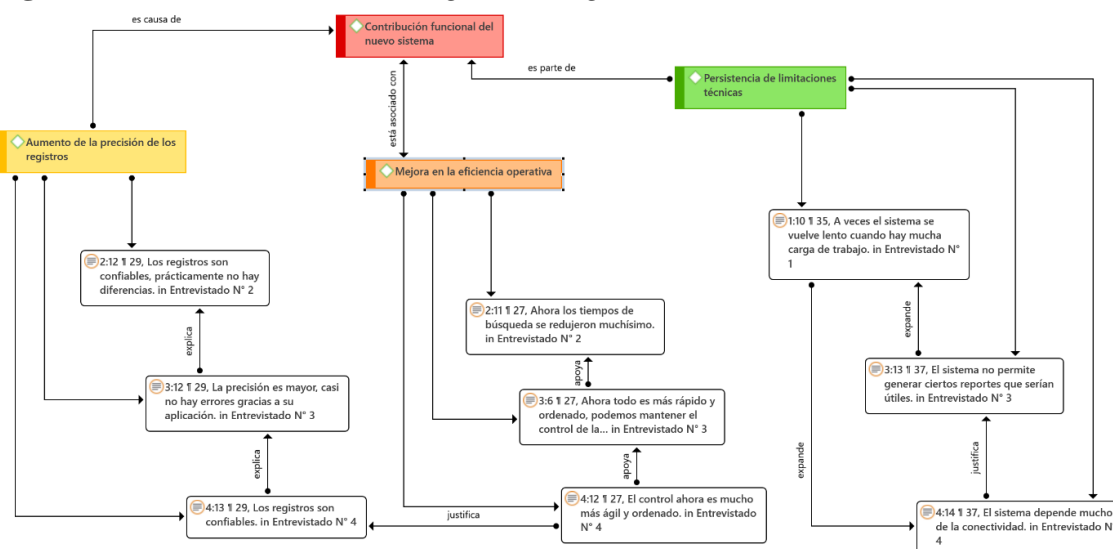 es causa de
Contribución funcional del
nuevo sistema
es parte de
Persistencia de limitaciones
técnicas
está asociado con
Aumento de la precisión de los
registros
Mejora en la eficiencia operativa
1:10 ¶ 35, A veces el sistema se
vuelve lento cuando hay mucha
carga de trabajo. in Entrevistado N°
1
2:12 ¶ 29, Los registros son
confiables, prácticamente no hay
diferencias. in Entrevistado N° 2
2:11 ¶ 27, Ahora los tiempos de
búsqueda se redujeron muchísimo.
in Entrevistado N° 2
explica
apoya
expande
3:12 ¶ 29, La precisión es mayor, casi
no hay errores gracias a su
aplicación. in Entrevistado N° 3
3:6 ¶ 27, Ahora todo es más rápido y
ordenado, podemos mantener el
control de la... in Entrevistado N° 3
3:13 ¶ 37, El sistema no permite
generar ciertos reportes que serían
útiles. in Entrevistado N° 3
explica
apoya
expande
justifica
4:13 ¶ 29, Los registros son
confiables. in Entrevistado N° 4
justifica
4:12 ¶ 27, El control ahora es mucho
más ágil y ordenado. in Entrevistado
N° 4
4:14 ¶ 37, El sistema depende mucho
de la conectividad. in Entrevistado N
4